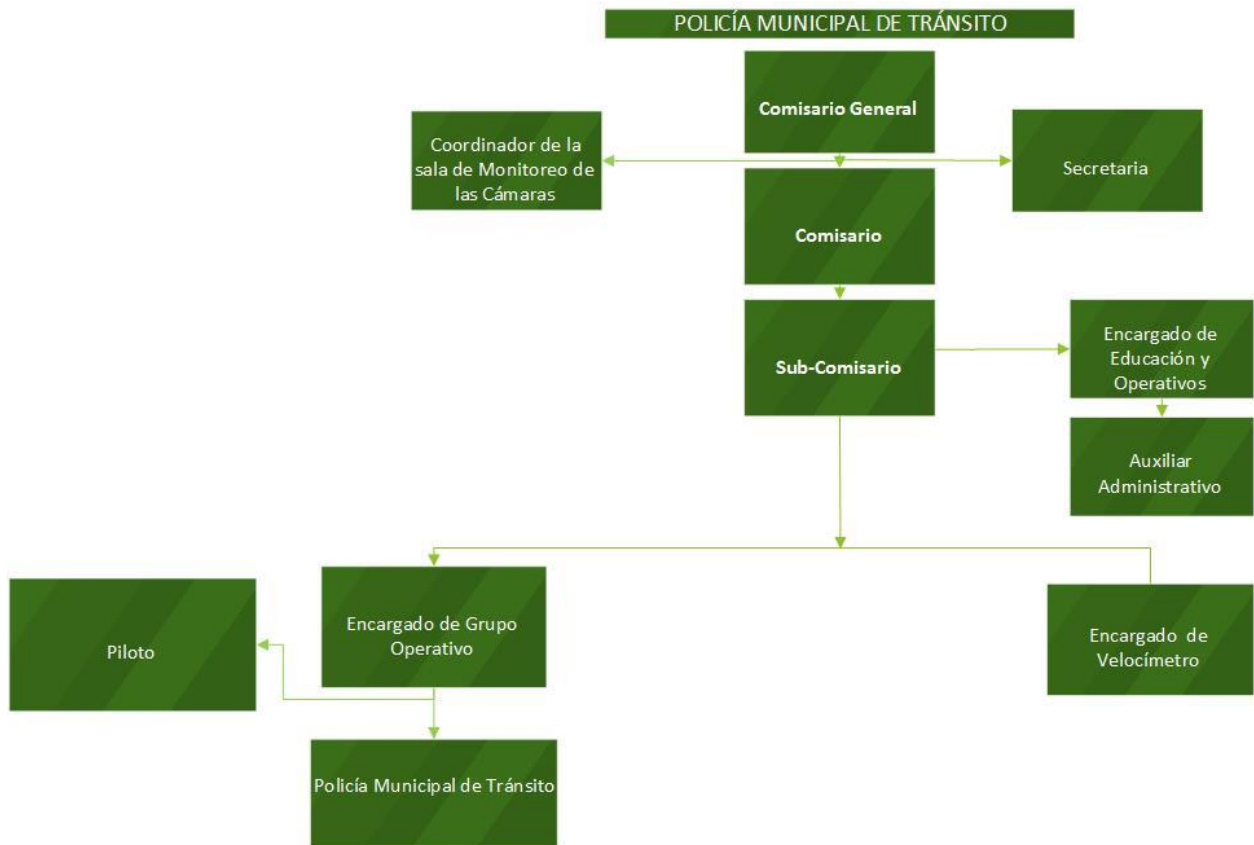 POLICÍA MUNICIPAL DE TRÁNSITO
Comisario General
Coordinador de la
sala de Monitoreo de
las Cámaras
Secretaria
Comisario
Sub-Comisario
Encargado de
Educación y
Operativos
Auxiliar
Administrativo
Piloto
Encargado de Grupo
Operativo
Encargado de
Velocímetro
Policía Municipal de Tránsito